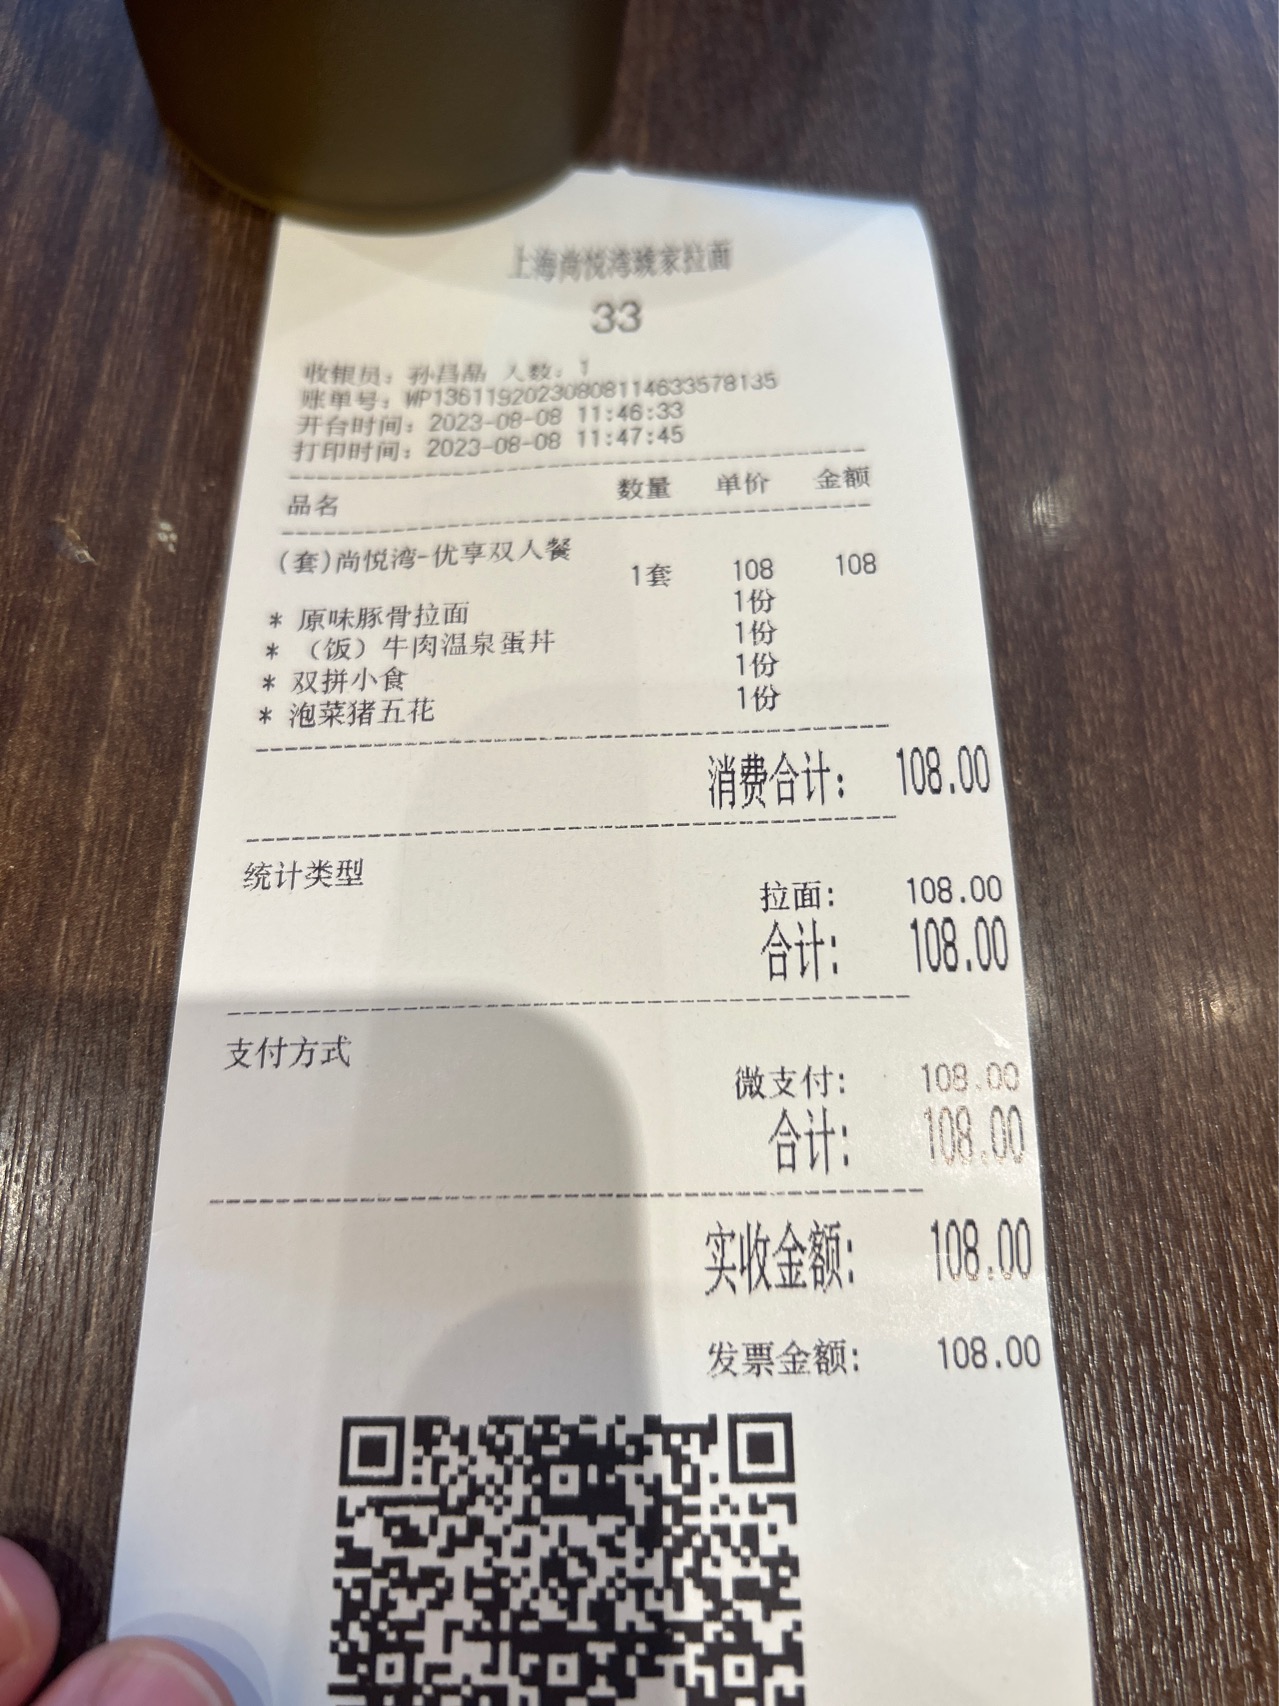 上海尚悦湾魂家拉面
33
收银员：孙昌磊 人数：1
账单号：WP13611920230808114633578135
开台时间：2023-08-08 11:46:33
打印时间：2023-08-08 11:47:45
品名 数量 单价 金额
(套)尚悦湾-优享双人餐
1套 108 108
* 原味豚骨拉面 1份
* （饭）牛肉温泉蛋丼 1份
* 双拼小食 1份
* 泡菜猪五花 1份
消费合计： 108.00
统计类型
拉面： 108.00
合计： 108.00
支付方式
微支付： 108.00
合计： 108.00
实收金额： 108.00
发票金额： 108.00